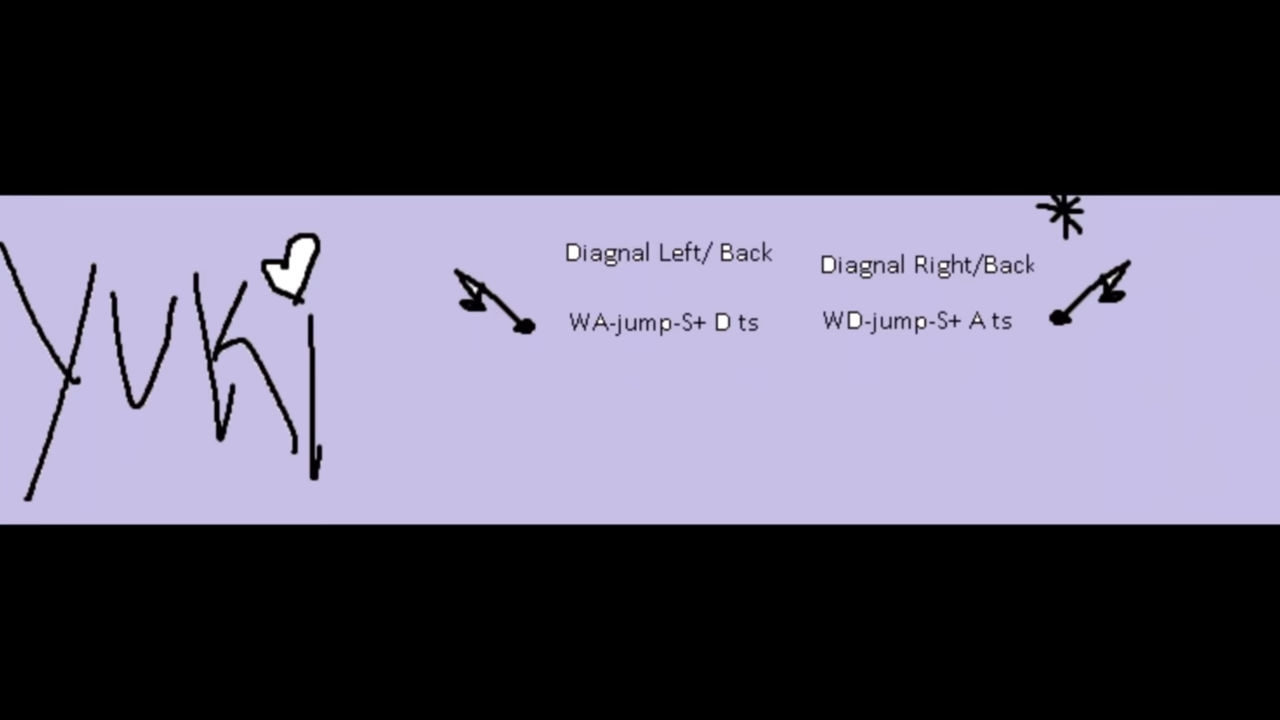 Yuki
Diagnal Left/ Back
WA-jump-S+ D ts
Diagnal Right/Back
WD-jump-S+ A ts